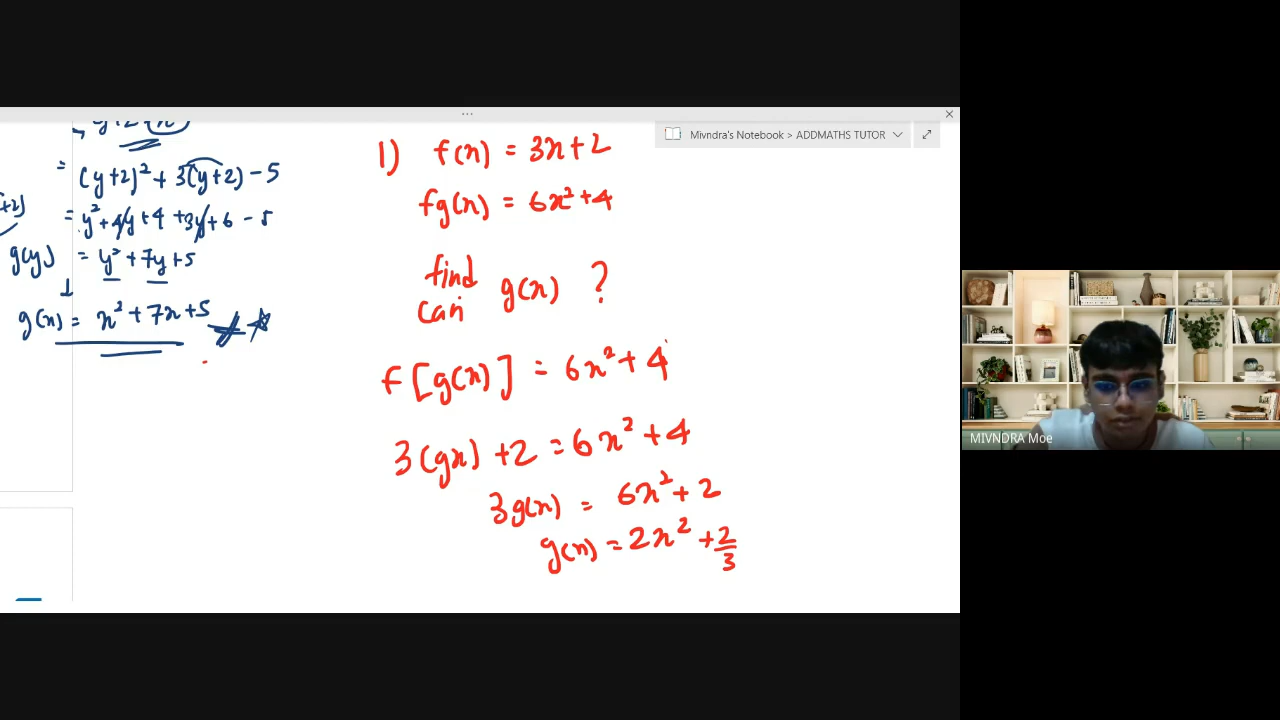 Mivndra's Notebook > ADDMATHS TUTOR
= (y+2)² + 3(y+2) - 5
+2)
= y² + 4y + 4 + 3y + 6 - 5
g(y) = y² + 7y + 5
g(x) = x² + 7x + 5
1) f(x) = 3x + 2
fg(x) = 6x² + 4
find
can g(x) ?
f[g(x)] = 6x² + 4
3(gx) + 2 = 6x² + 4
3g(x) = 6x² + 2
g(x) = 2x² + 2/3
MIVNDRA Moe